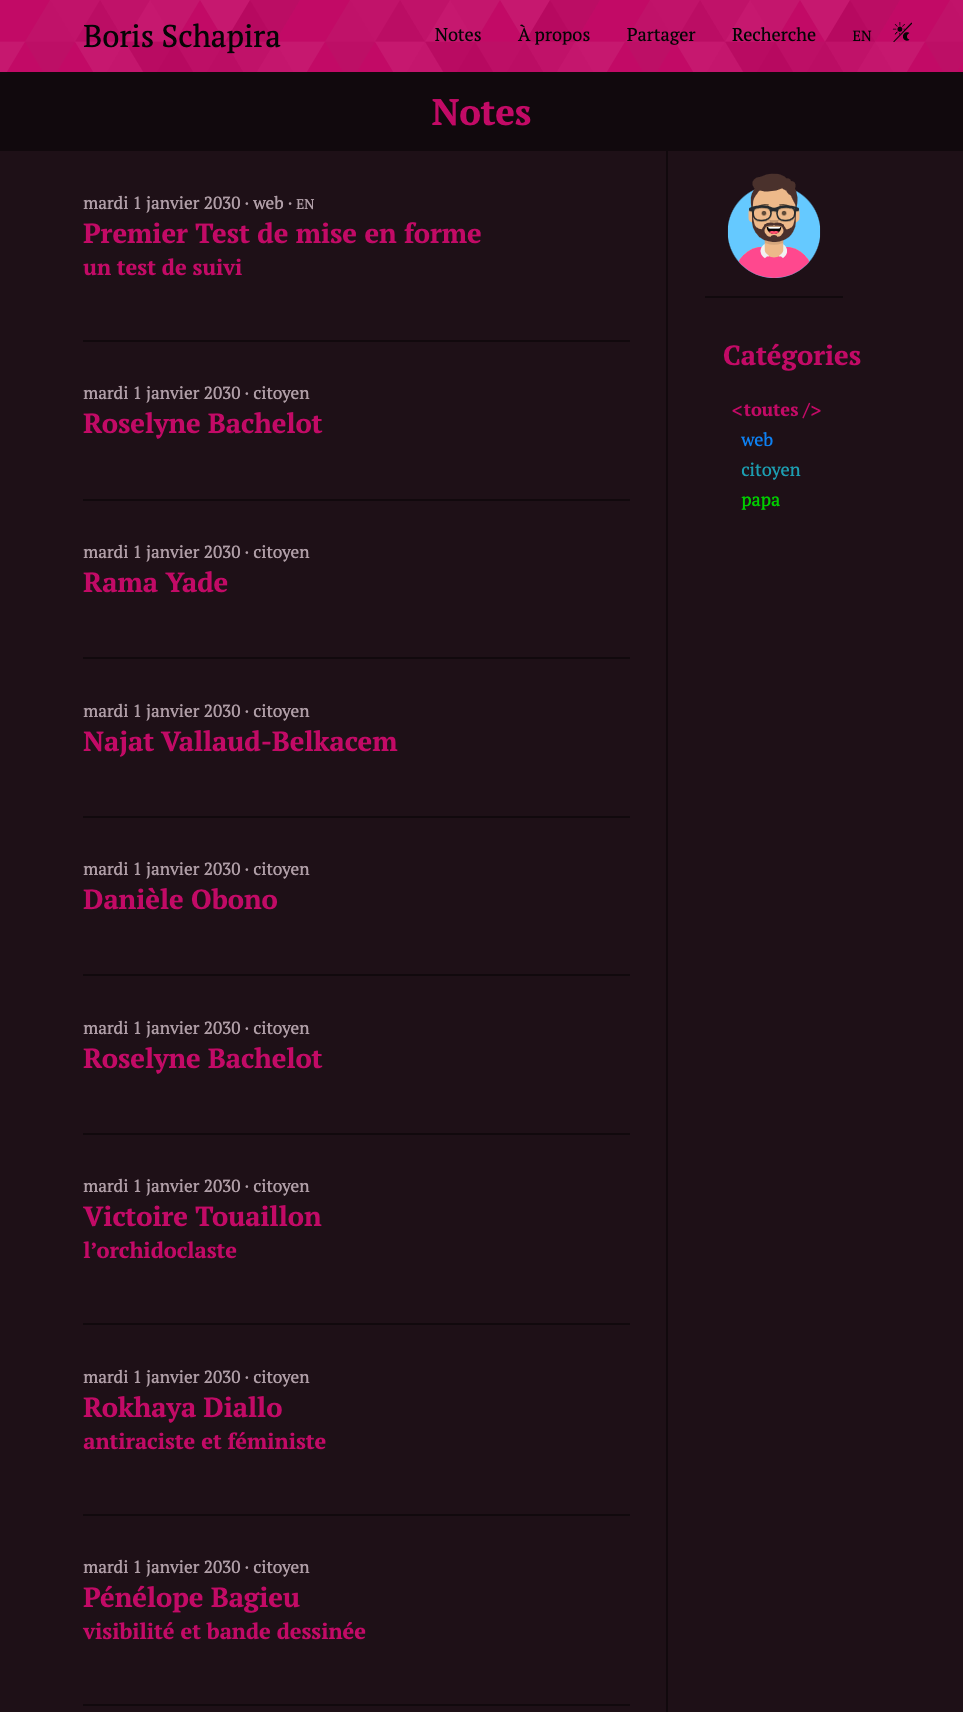 Boris Schapira
Notes À propos Partager Recherche EN
Notes
mardi 1 janvier 2030 · web · EN
Premier Test de mise en forme
un test de suivi
mardi 1 janvier 2030 · citoyen
Roselyne Bachelot
mardi 1 janvier 2030 · citoyen
Rama Yade
mardi 1 janvier 2030 · citoyen
Najat Vallaud-Belkacem
mardi 1 janvier 2030 · citoyen
Danièle Obono
mardi 1 janvier 2030 · citoyen
Roselyne Bachelot
mardi 1 janvier 2030 · citoyen
Victoire Touaillon
l’orchidoclaste
mardi 1 janvier 2030 · citoyen
Rokhaya Diallo
antiraciste et féministe
mardi 1 janvier 2030 · citoyen
Pénélope Bagieu
visibilité et bande dessinée
Catégories
<toutes />
web
citoyen
papa